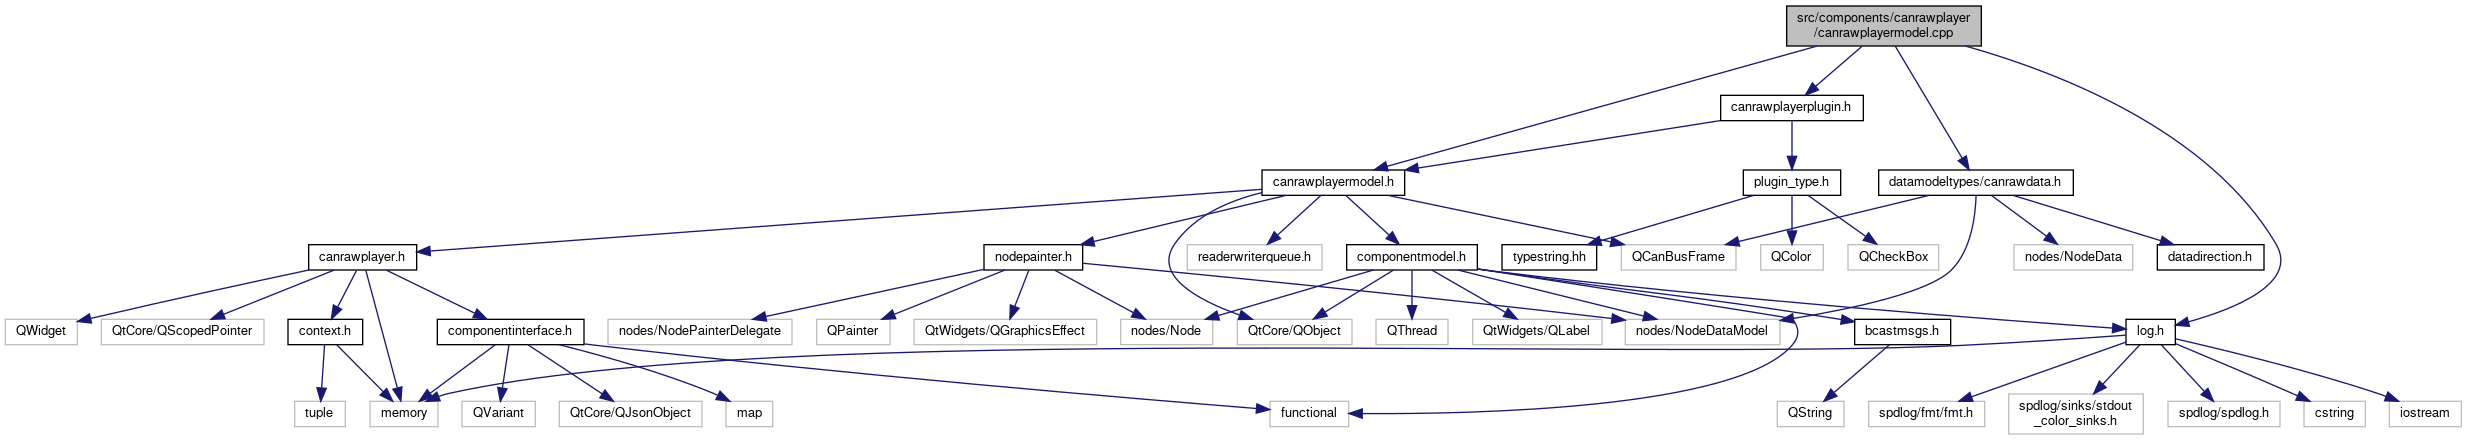 src/components/canrawplayer
/canrawplayermodel.cpp
canrawplayerplugin.h
canrawplayermodel.h
plugin_type.h
datamodeltypes/canrawdata.h
canrawplayer.h
nodepainter.h
readerwriterqueue.h
componentmodel.h
typestring.hh
QCanBusFrame
QColor
QCheckBox
nodes/NodeData
datadirection.h
QWidget
QtCore/QScopedPointer
context.h
componentinterface.h
nodes/NodePainterDelegate
QPainter
QtWidgets/QGraphicsEffect
nodes/Node
QtCore/QObject
QThread
QtWidgets/QLabel
nodes/NodeDataModel
bcastmsgs.h
log.h
tuple
memory
QVariant
QtCore/QJsonObject
map
functional
QString
spdlog/fmt/fmt.h
spdlog/sinks/stdout
_color_sinks.h
spdlog/spdlog.h
cstring
iostream